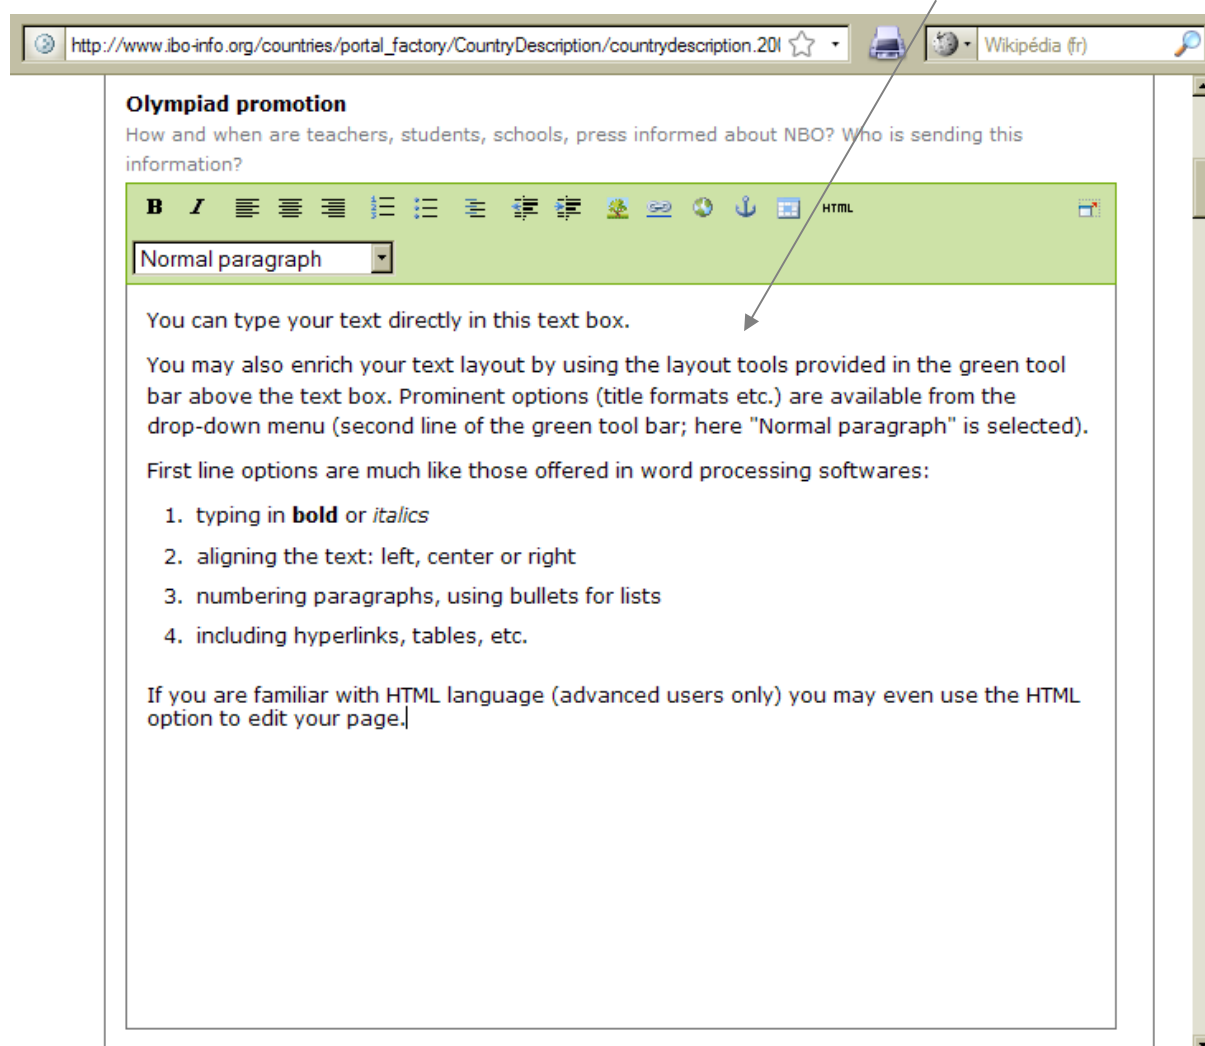 http://www.ibo-info.org/countries/portal_factory/CountryDescription/countrydescription.20
Wikipédia (fr)
Olympiad promotion
How and when are teachers, students, schools, press informed about NBO? Who is sending this
information?
B I HTML
Normal paragraph
You can type your text directly in this text box.
You may also enrich your text layout by using the layout tools provided in the green tool
bar above the text box. Prominent options (title formats etc.) are available from the
drop-down menu (second line of the green tool bar; here "Normal paragraph" is selected).
First line options are much like those offered in word processing softwares:
1. typing in bold or italics
2. aligning the text: left, center or right
3. numbering paragraphs, using bullets for lists
4. including hyperlinks, tables, etc.
If you are familiar with HTML language (advanced users only) you may even use the HTML
option to edit your page.